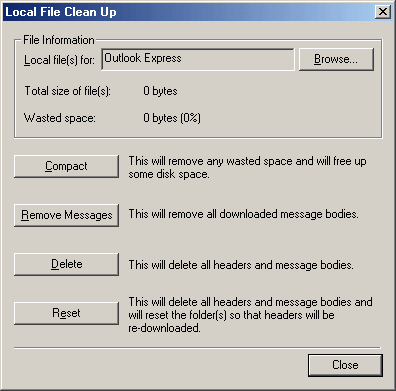 Local File Clean Up
File Information
Local file(s) for: Outlook Express Browse...
Total size of file(s): 0 bytes
Wasted space: 0 bytes (0%)
Compact This will remove any wasted space and will free up
some disk space.
Remove Messages This will remove all downloaded message bodies.
Delete This will delete all headers and message bodies.
Reset This will delete all headers and message bodies and
will reset the folder(s) so that headers will be
re-downloaded.
Close